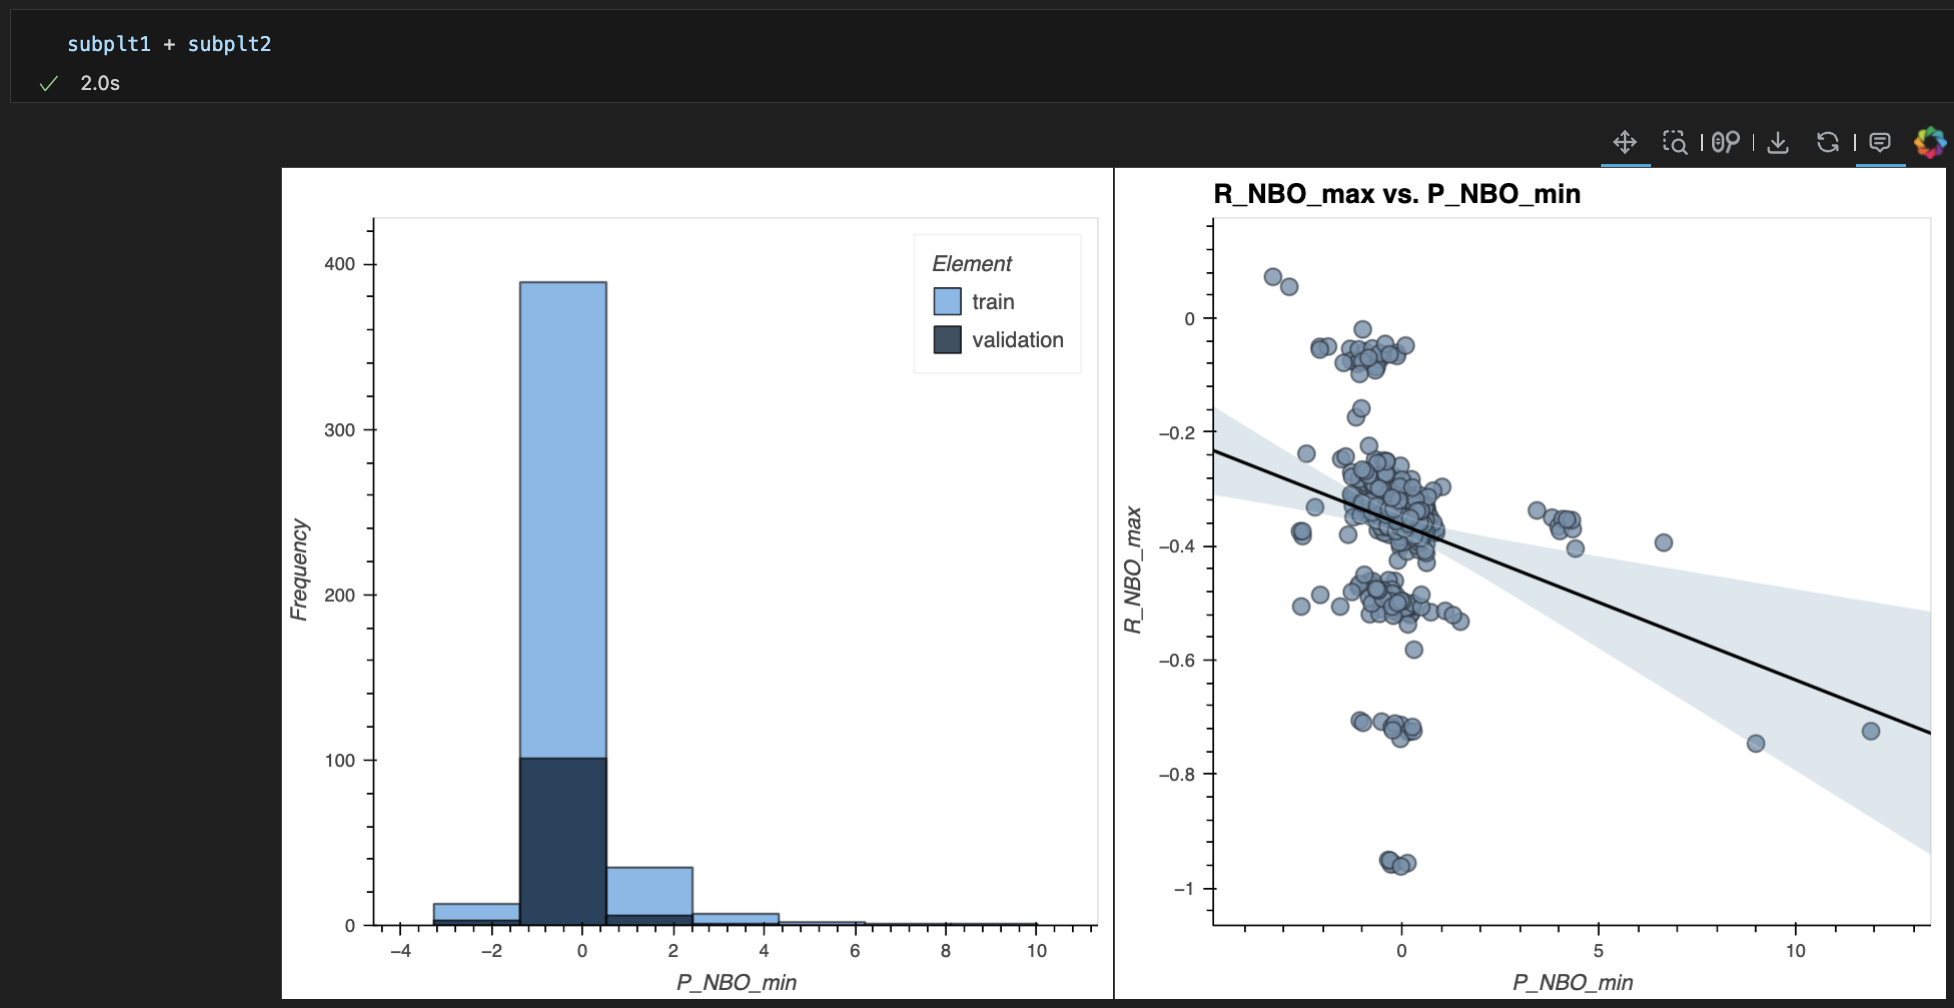 subplt1 + subplt2
2.0s
Element
train
validation
400
300
200
100
0
Frequency
−4
−2
0
2
4
6
8
10
P_NBO_min
R_NBO_max vs. P_NBO_min
0
−0.2
−0.4
−0.6
−0.8
−1
R_NBO_max
0
5
10
P_NBO_min